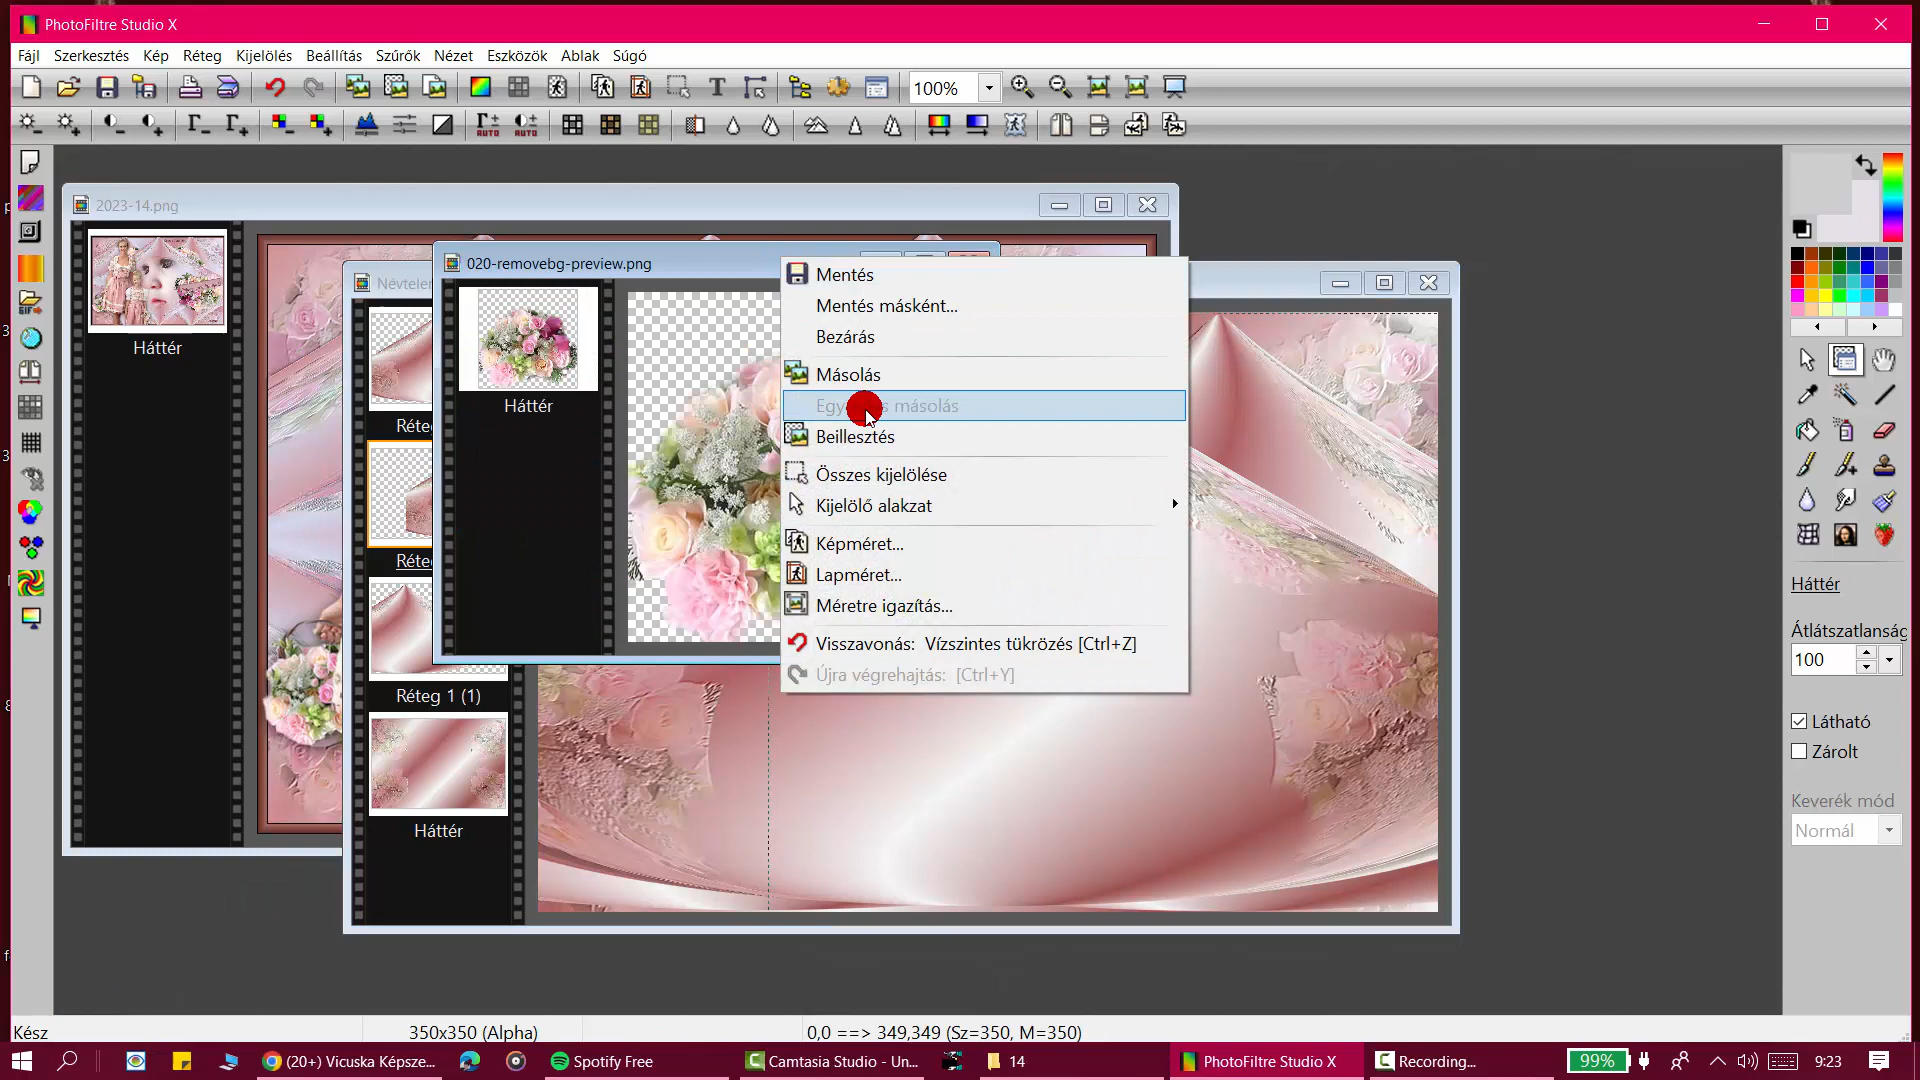 PhotoFiltre Studio X
Fájl Szerkesztés Kép Réteg Kijelölés Beállítás Szűrők Nézet Eszközök Ablak Súgó
100%
AUTO AUTO
2023-14.png
Háttér
020-removebg-preview.png
Háttér
Háttér
Réteg 1 (1)
Mentés
Mentés másként...
Bezárás
Másolás
másolás
Beillesztés
Összes kijelölése
Kijelölő alakzat
Képméret...
Lapméret...
Méretre igazítás...
Visszavonás: Vízszintes tükrözés [Ctrl+Z]
Újra végrehajtás: [Ctrl+Y]
Háttér
100
Látható
Zárolt
Keverék mód
Normál
Kész 350x350 (Alpha) 0,0 ==> 349,349 (Sz=350, M=350)
(20+) Vicuska Képsze... Spotify Free Camtasia Studio - Un... 14 PhotoFiltre Studio X Recording... 99% 9:23